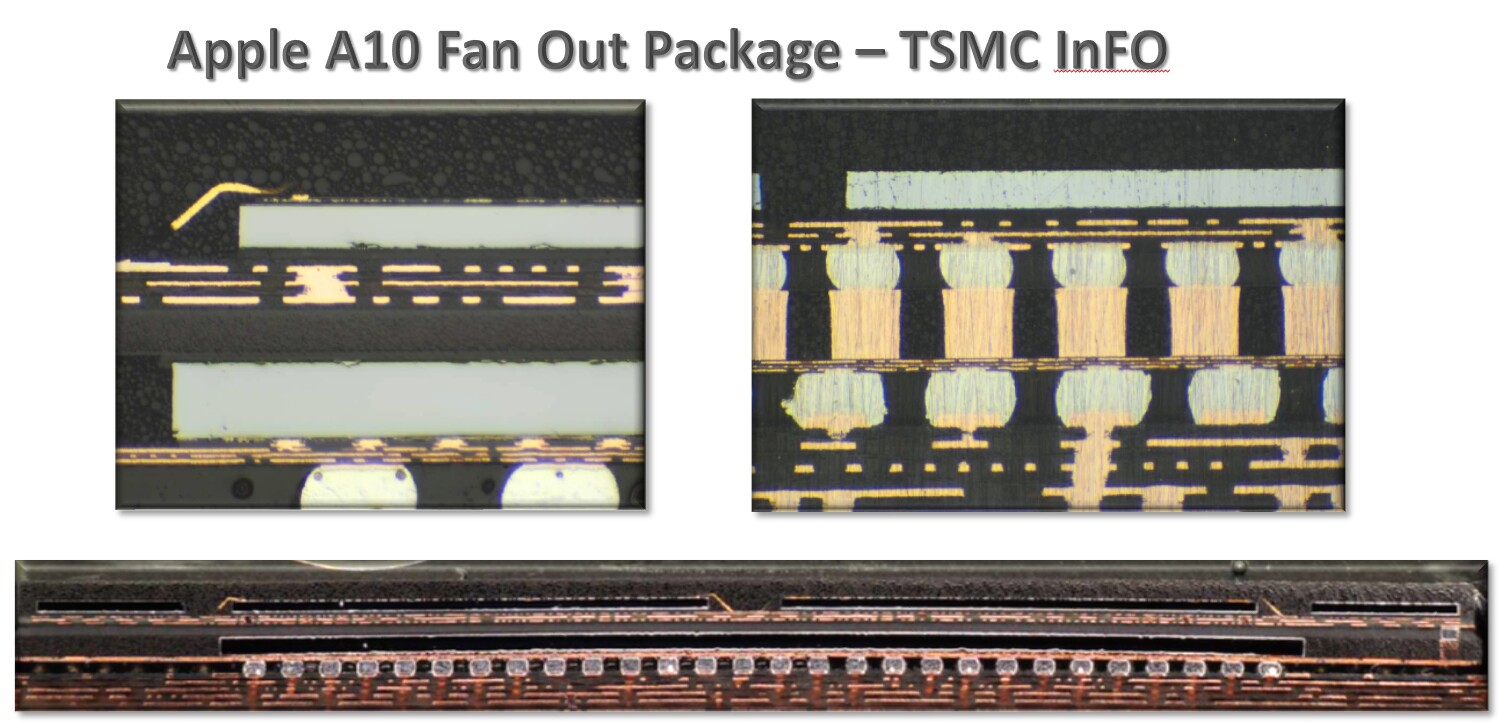 Apple A10 Fan Out Package – TSMC InFO